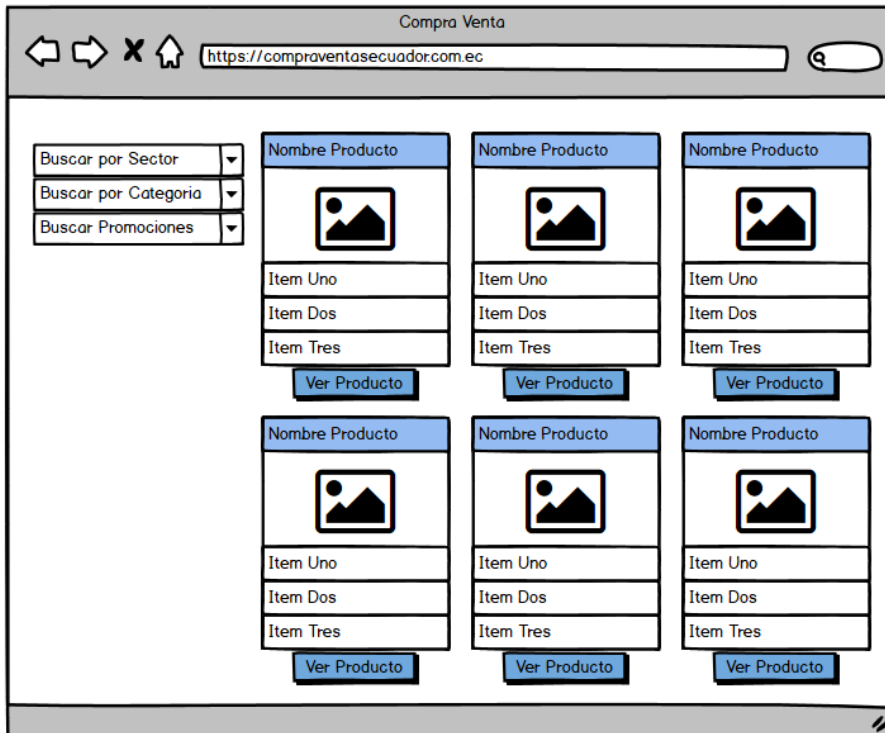 Compra Venta
https://compraventasecuador.com.ec
Buscar por Sector
Buscar por Categoria
Buscar Promociones
Nombre Producto
Item Uno
Item Dos
Item Tres
Ver Producto
Nombre Producto
Item Uno
Item Dos
Item Tres
Ver Producto
Nombre Producto
Item Uno
Item Dos
Item Tres
Ver Producto
Nombre Producto
Item Uno
Item Dos
Item Tres
Ver Producto
Nombre Producto
Item Uno
Item Dos
Item Tres
Ver Producto
Nombre Producto
Item Uno
Item Dos
Item Tres
Ver Producto